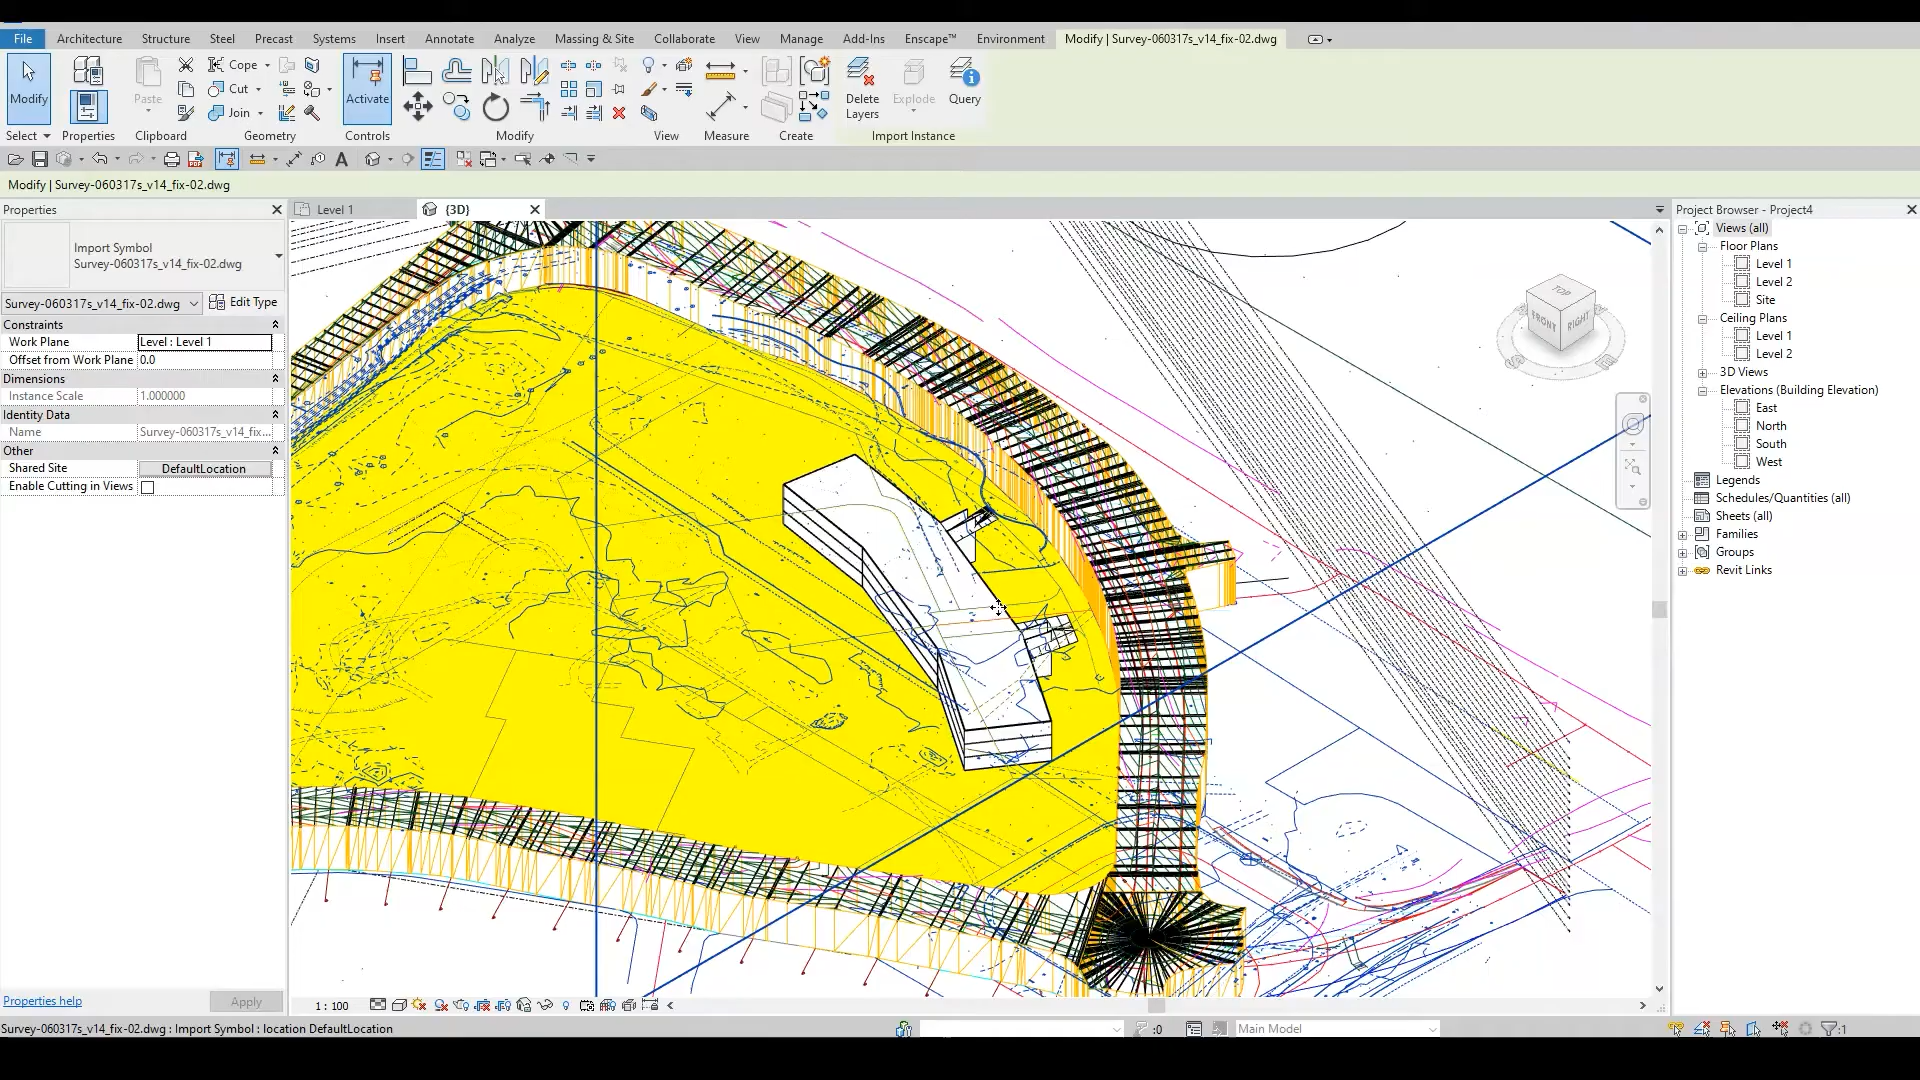 File Architecture Structure Steel Precast Systems Insert Annotate Analyze Massing & Site Collaborate View Manage Add-Ins Enscape™ Environment Modify | Survey-060317s_v14_fix-02.dwg
Modify
Paste
Cope
Cut
Join
Activate
Delete Layers
Explode
Query
Select Properties Clipboard Geometry Controls Modify View Measure Create Import Instance
Modify | Survey-060317s_v14_fix-02.dwg
Properties
Level 1
{3D}
Project Browser - Project4
Import Symbol
Survey-060317s_v14_fix-02.dwg
Survey-060317s_v14_fix-02.dwg Edit Type
Constraints
Work Plane Level : Level 1
Offset from Work Plane 0.0
Dimensions
Instance Scale 1.000000
Identity Data
Name Survey-060317s_v14_fix...
Other
Shared Site DefaultLocation
Enable Cutting in Views
Properties help
Apply
TOP
FRONT
RIGHT
Views (all)
Floor Plans
Level 1
Level 2
Site
Ceiling Plans
Level 1
Level 2
3D Views
Elevations (Building Elevation)
East
North
South
West
Legends
Schedules/Quantities (all)
Sheets (all)
Families
Groups
Revit Links
1 : 100
Survey-060317s_v14_fix-02.dwg : Import Symbol : location DefaultLocation
:0
Main Model
:1